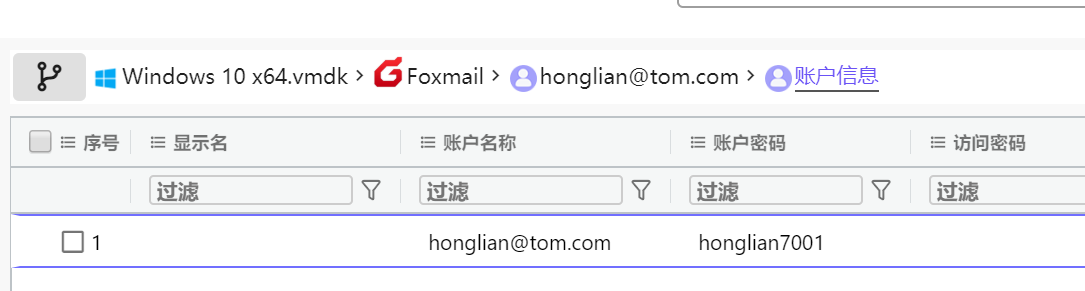 Windows 10 x64.vmdk > Foxmail > honglian@tom.com > 账户信息
序号 显示名 账户名称 账户密码 访问密码
过滤 过滤 过滤 过滤
1 honglian@tom.com honglian7001